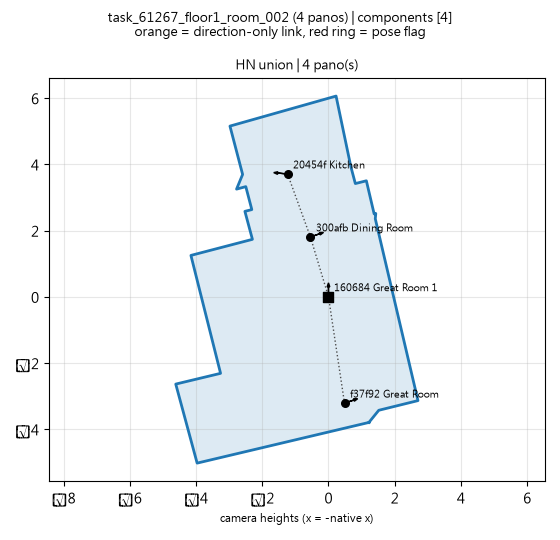 task_61267_floor1_room_002 (4 panos) | components [4]
orange = direction-only link, red ring = pose flag
HN union | 4 pano(s)
6
20454f Kitchen
4
300afb Dining Room
2
160684 Great Room 1
0
2
f37f92 Great Room
4
8 6 4 2 0 2 4 6
camera heights (x = -native x)